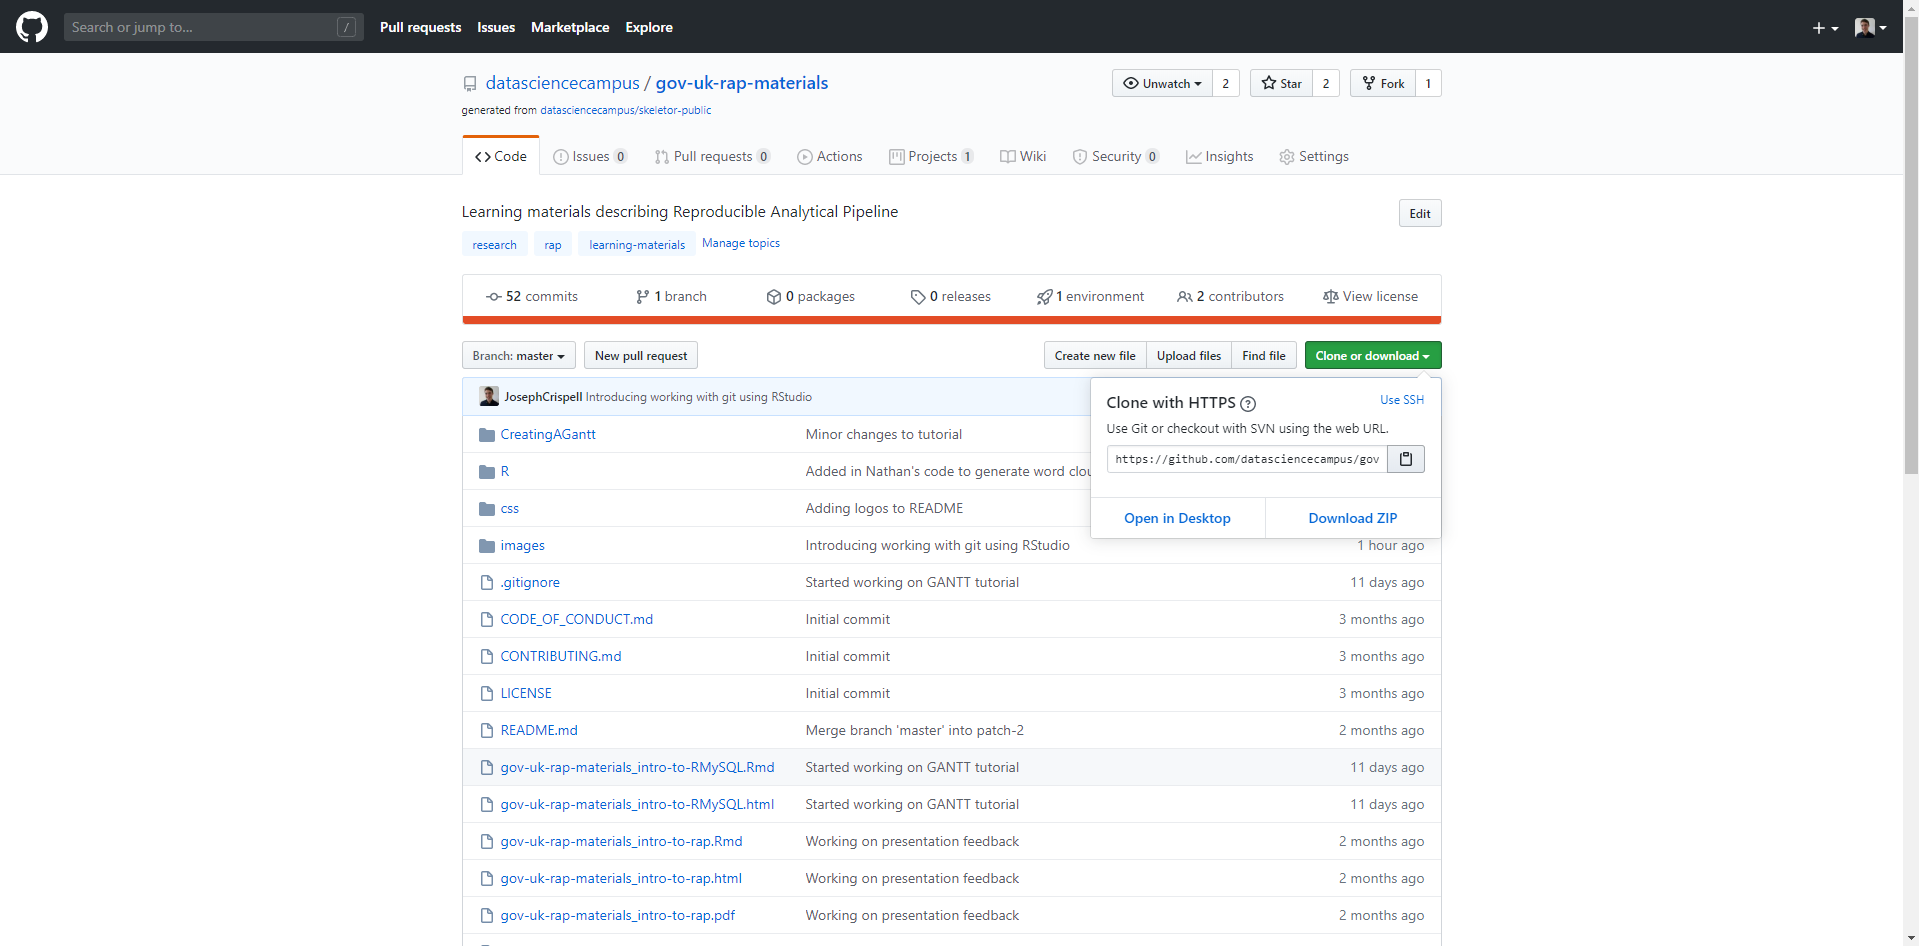 Search or jump to... / Pull requests Issues Marketplace Explore
datasciencecampus / gov-uk-rap-materials Unwatch 2 Star 2 Fork 1
generated from datasciencecampus/skeletor-public
Code Issues 0 Pull requests 0 Actions Projects 1 Wiki Security 0 Insights Settings
Learning materials describing Reproducible Analytical Pipeline Edit
research rap learning-materials Manage topics
52 commits 1 branch 0 packages 0 releases 1 environment 2 contributors View license
Branch: master New pull request Create new file Upload files Find file Clone or download
JosephCrispell Introducing working with git using RStudio
Clone with HTTPS ? Use SSH
Use Git or checkout with SVN using the web URL.
https://github.com/datasciencecampus/gov
Open in Desktop Download ZIP
CreatingAGantt Minor changes to tutorial
R Added in Nathan's code to generate word clou
css Adding logos to README
images Introducing working with git using RStudio 1 hour ago
.gitignore Started working on GANTT tutorial 11 days ago
CODE_OF_CONDUCT.md Initial commit 3 months ago
CONTRIBUTING.md Initial commit 3 months ago
LICENSE Initial commit 3 months ago
README.md Merge branch 'master' into patch-2 2 months ago
gov-uk-rap-materials_intro-to-RMySQL.Rmd Started working on GANTT tutorial 11 days ago
gov-uk-rap-materials_intro-to-RMySQL.html Started working on GANTT tutorial 11 days ago
gov-uk-rap-materials_intro-to-rap.Rmd Working on presentation feedback 2 months ago
gov-uk-rap-materials_intro-to-rap.html Working on presentation feedback 2 months ago
gov-uk-rap-materials_intro-to-rap.pdf Working on presentation feedback 2 months ago